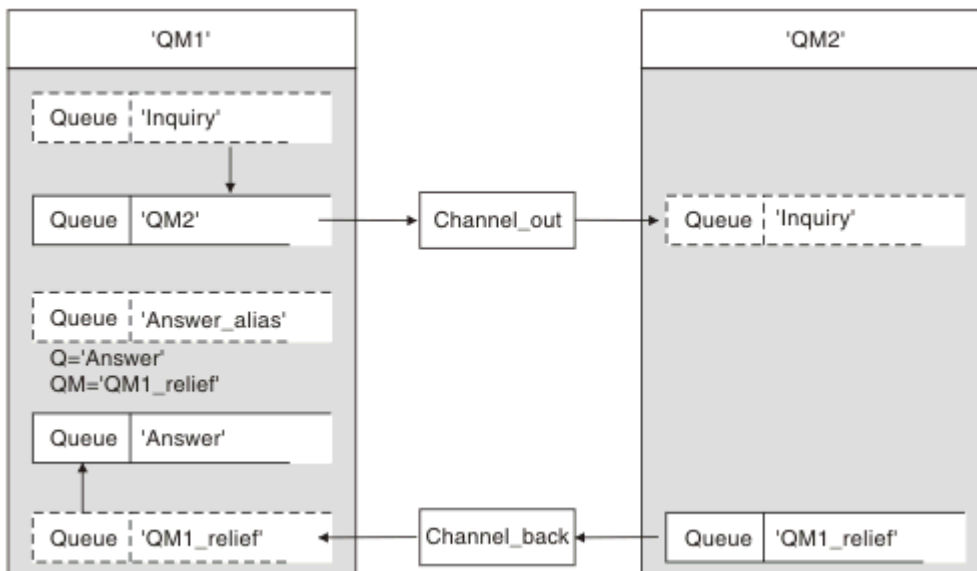 'QM1'
'QM2'
Queue 'Inquiry'
Queue 'QM2'
Channel_out
Queue 'Inquiry'
Queue 'Answer_alias'
Q='Answer'
QM='QM1_relief'
Queue 'Answer'
Queue 'QM1_relief'
Channel_back
Queue 'QM1_relief'